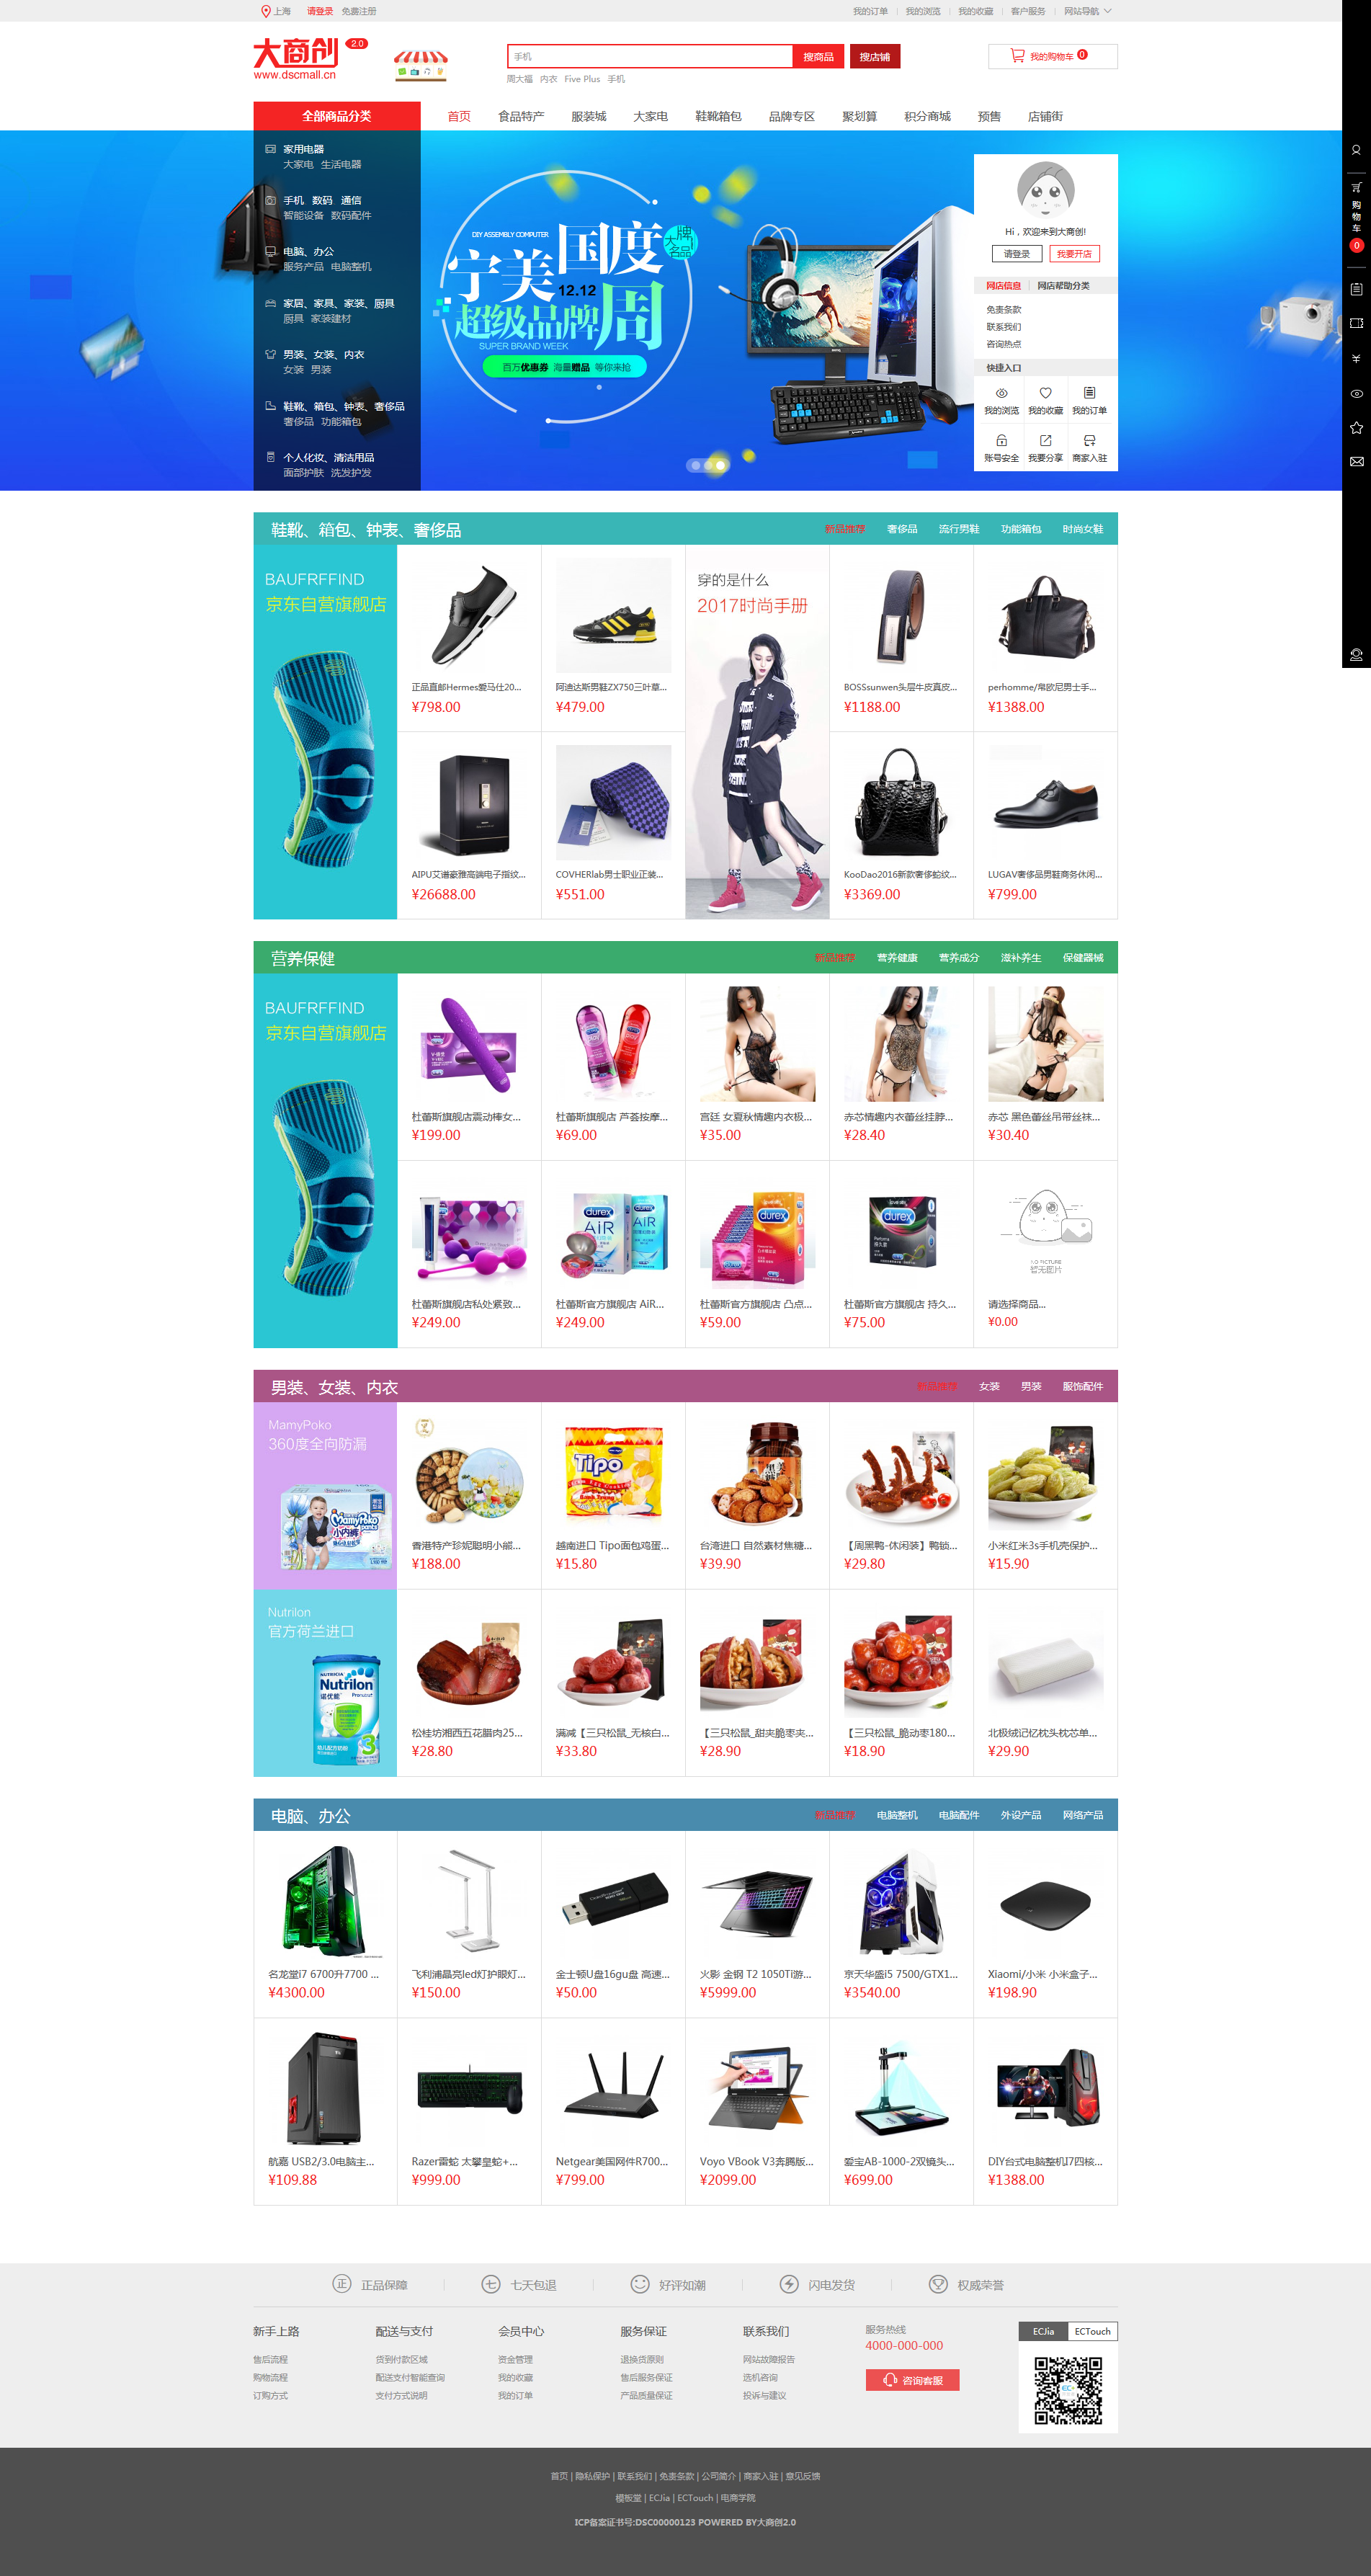 上海 请登录 免费注册
我的订单 我的浏览 我的收藏 客户服务 网站导航
大商创 2.0
www.dscmall.cn
手机 搜商品 搜店铺
周大福 内衣 Five Plus 手机
我的购物车 0
全部商品分类 首页 食品特产 服装城 大家电 鞋靴箱包 品牌专区 聚划算 积分商城 预售 店铺街
家用电器
大家电 生活电器
手机 数码 通信
智能设备 数码配件
电脑、办公
服务产品 电脑整机
家居、家具、家装、厨具
厨具 家装建材
男装、女装、内衣
女装 男装
鞋靴、箱包、钟表、奢侈品
奢侈品 功能箱包
个人化妆、清洁用品
面部护肤 洗发护发
DIY ASSEMBLY COMPUTER
宁美国度
大牌名品
12.12
超级品牌周
SUPER BRAND WEEK
百万优惠券 海量赠品 等你来抢
Hi，欢迎来到大商创!
请登录 我要开店
网店信息 网店帮助分类
免责条款
联系我们
咨询热点
快捷入口
我的浏览 我的收藏 我的订单
账号安全 我要分享 商家入驻
购物车
0
鞋靴、箱包、钟表、奢侈品 新品推荐 奢侈品 流行男鞋 功能箱包 时尚女鞋
BAUFRFFIND
京东自营旗舰店
穿的是什么
2017时尚手册
正品直邮Hermes爱马仕20... 阿迪达斯男鞋ZX750三叶草... BOSSsunwen头层牛皮真皮... perhomme/帛欧尼男士手...
¥798.00 ¥479.00 ¥1188.00 ¥1388.00
AIPU艾谱豪雅高端电子指纹... COVHERlab男士职业正装... KooDao2016新款奢侈蛇纹... LUGAV奢侈品男鞋商务休闲...
¥26688.00 ¥551.00 ¥3369.00 ¥799.00
营养保健 新品推荐 营养健康 营养成分 滋补养生 保健器械
BAUFRFFIND
京东自营旗舰店
杜蕾斯旗舰店震动棒女... 杜蕾斯旗舰店 芦荟按摩... 宫廷 女夏秋情趣内衣极... 赤芯情趣内衣蕾丝挂脖... 赤芯 黑色蕾丝吊带丝袜...
¥199.00 ¥69.00 ¥35.00 ¥28.40 ¥30.40
durex AiR
durex
durex
NO PICTURE
暂无图片
杜蕾斯旗舰店私处紧致... 杜蕾斯官方旗舰店 AiR... 杜蕾斯官方旗舰店 凸点... 杜蕾斯官方旗舰店 持久... 请选择商品...
¥249.00 ¥249.00 ¥59.00 ¥75.00 ¥0.00
男装、女装、内衣 新品推荐 女装 男装 服饰配件
MamyPoko
360度全向防漏
MamyPoko
小内裤
Tipo
香港特产珍妮聪明小熊... 越南进口 Tipo面包鸡蛋... 台湾进口 自然素材焦糖... 【周黑鸭-休闲装】鸭锁... 小米红米3s手机壳保护...
¥188.00 ¥15.80 ¥39.90 ¥29.80 ¥15.90
Nutrilon
官方荷兰进口
NUTRICIA
Nutrilon
诺优能
3
松桂坊湘西五花腊肉25... 满减【三只松鼠_无核白... 【三只松鼠_甜夹脆枣夹... 【三只松鼠_脆动枣180... 北极绒记忆枕头枕芯单...
¥28.80 ¥33.80 ¥28.90 ¥18.90 ¥29.90
电脑、办公 新品推荐 电脑整机 电脑配件 外设产品 网络产品
名龙堂i7 6700升7700 ... 飞利浦晶亮led灯护眼灯... 金士顿U盘16gu盘 高速... 火影 金钢 T2 1050Ti游... 京天华盛i5 7500/GTX1... Xiaomi/小米 小米盒子...
¥4300.00 ¥150.00 ¥50.00 ¥5999.00 ¥3540.00 ¥198.90
航嘉 USB2/3.0电脑主... Razer雷蛇 太攀皇蛇+... Netgear美国网件R700... Voyo VBook V3奔腾版... 爱宝AB-1000-2双镜头... DIY台式电脑整机I7四核...
¥109.88 ¥999.00 ¥799.00 ¥2099.00 ¥699.00 ¥1388.00
正 正品保障 七 七天包退 好评如潮 闪电发货 权威荣誉
新手上路 配送与支付 会员中心 服务保证 联系我们 服务热线
售后流程 货到付款区域 资金管理 退换货原则 网站故障报告 4000-000-000
购物流程 配送支付智能查询 我的收藏 售后服务保证 选机咨询 咨询客服
订购方式 支付方式说明 我的订单 产品质量保证 投诉与建议
ECJia ECTouch
首页 | 隐私保护 | 联系我们 | 免责条款 | 公司简介 | 商家入驻 | 意见反馈
模板堂 | ECJia | ECTouch | 电商学院
ICP备案证书号:DSC00000123 POWERED BY大商创2.0